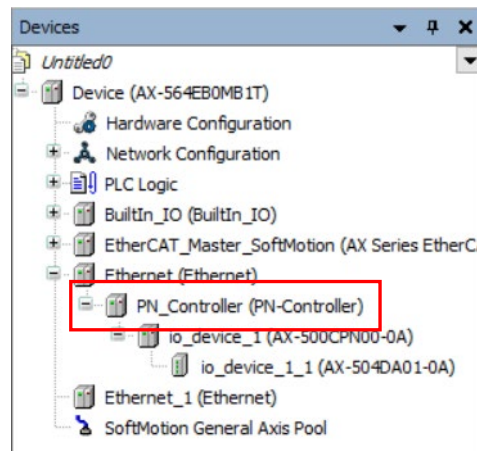 Devices
Untitled0
Device (AX-564EB0MB1T)
Hardware Configuration
Network Configuration
PLC Logic
BuiltIn_IO (BuiltIn_IO)
EtherCAT_Master_SoftMotion (AX Series EtherC
Ethernet (Ethernet)
PN_Controller (PN-Controller)
io_device_1 (AX-500CPN00-0A)
io_device_1_1 (AX-504DA01-0A)
Ethernet_1 (Ethernet)
SoftMotion General Axis Pool